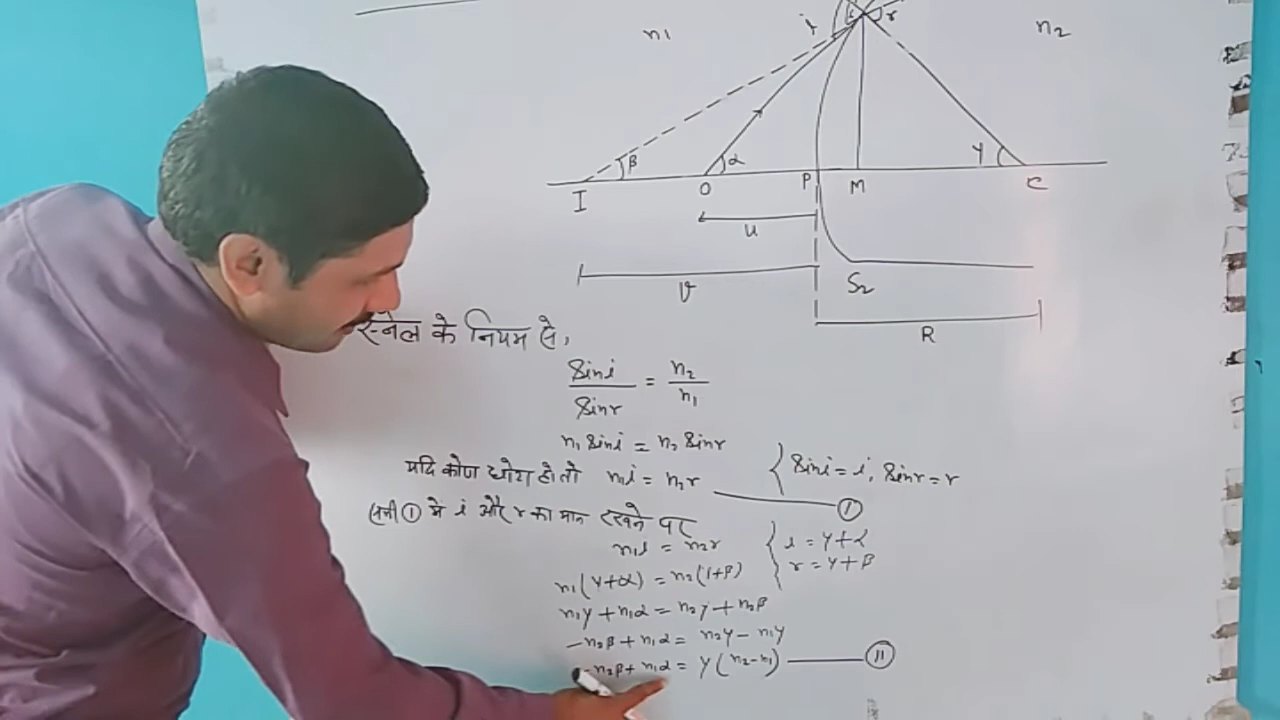 n1
i
r
n2
β
α
γ
I
O
P
M
C
u
v
S2
R
स्नेल के नियम से,
Sini / Sinr = n2 / n1
n1 Sini = n2 Sinr
यदि कोण छोटा हो तो n1i = n2r { Sini = i, Sinr = r
① में i और r का मान रखने पर
n1i = n2r { i = γ+α
r = γ+β
n1(γ+α) = n2(1+β)
n1γ + n1α = n2γ + n2β
-n2β + n1α = n2γ - n1γ
-n2β + n1α = γ(n2-n1) — ⑪